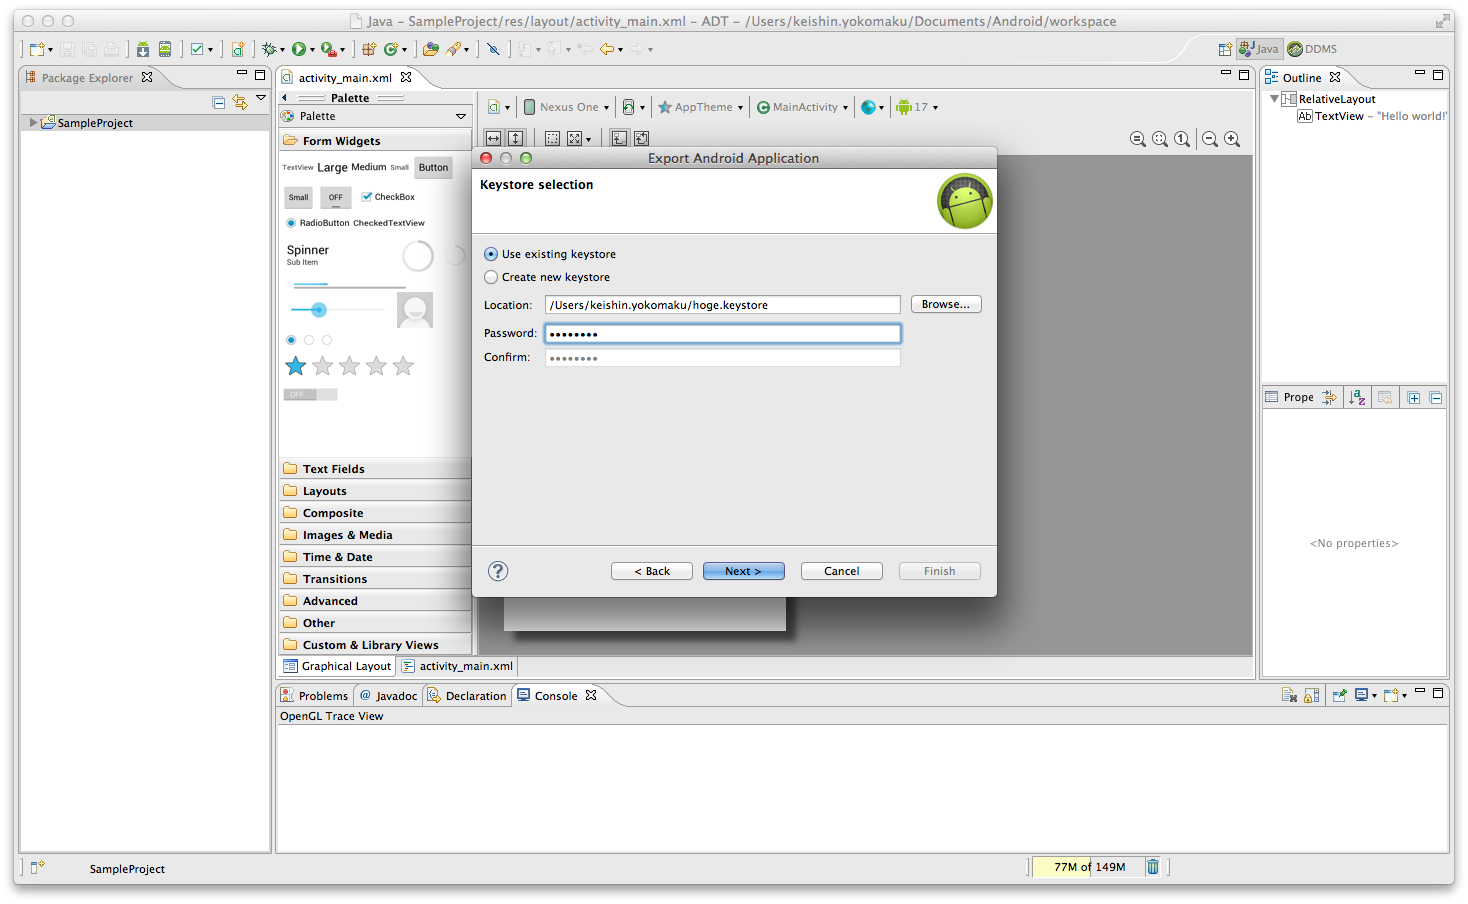 Java – SampleProject/res/layout/activity_main.xml – ADT – /Users/keishin.yokomaku/Documents/Android/workspace
Java
DDMS
Package Explorer
SampleProject
activity_main.xml
Palette
Palette
Form Widgets
TextView Large Medium Small Button
Small OFF CheckBox
RadioButton CheckedTextView
Spinner
Sub Item
OFF
Text Fields
Layouts
Composite
Images & Media
Time & Date
Transitions
Advanced
Other
Custom & Library Views
Graphical Layout
activity_main.xml
Nexus One
AppTheme
MainActivity
17
Export Android Application
Keystore selection
Use existing keystore
Create new keystore
Location: /Users/keishin.yokomaku/hoge.keystore Browse...
Password: ••••••••
Confirm: ••••••••
< Back Next > Cancel Finish
Outline
RelativeLayout
Ab TextView – "Hello world!"
Prope
<No properties>
Problems @ Javadoc Declaration Console
OpenGL Trace View
SampleProject
77M of 149M